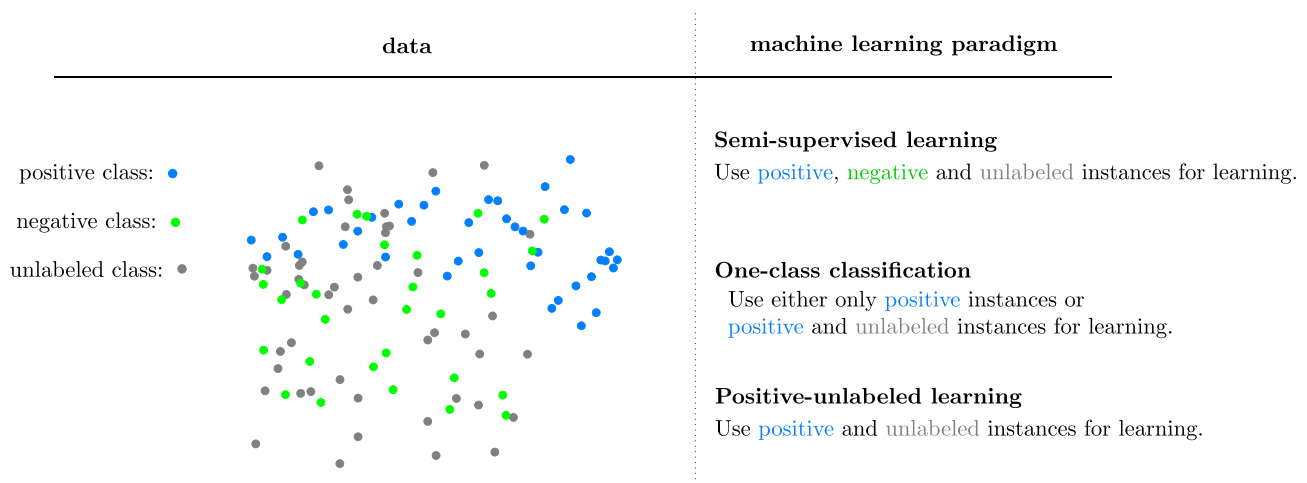 data
machine learning paradigm
positive class:
negative class:
unlabeled class:
Semi-supervised learning
Use positive, negative and unlabeled instances for learning.
One-class classification
Use either only positive instances or
positive and unlabeled instances for learning.
Positive-unlabeled learning
Use positive and unlabeled instances for learning.